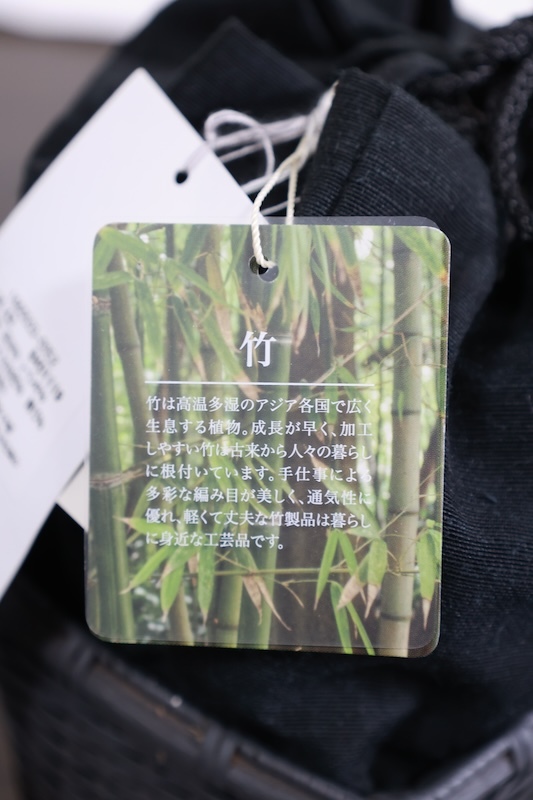 竹
竹は高温多湿のアジア各国で広く
生息する植物。成長が早く、加工
しやすい竹は古来から人々の暮らし
に根付いています。手仕事による
多彩な編み目が美しく、通気性に
優れ、軽くて丈夫な竹製品は暮らし
に身近な工芸品です。